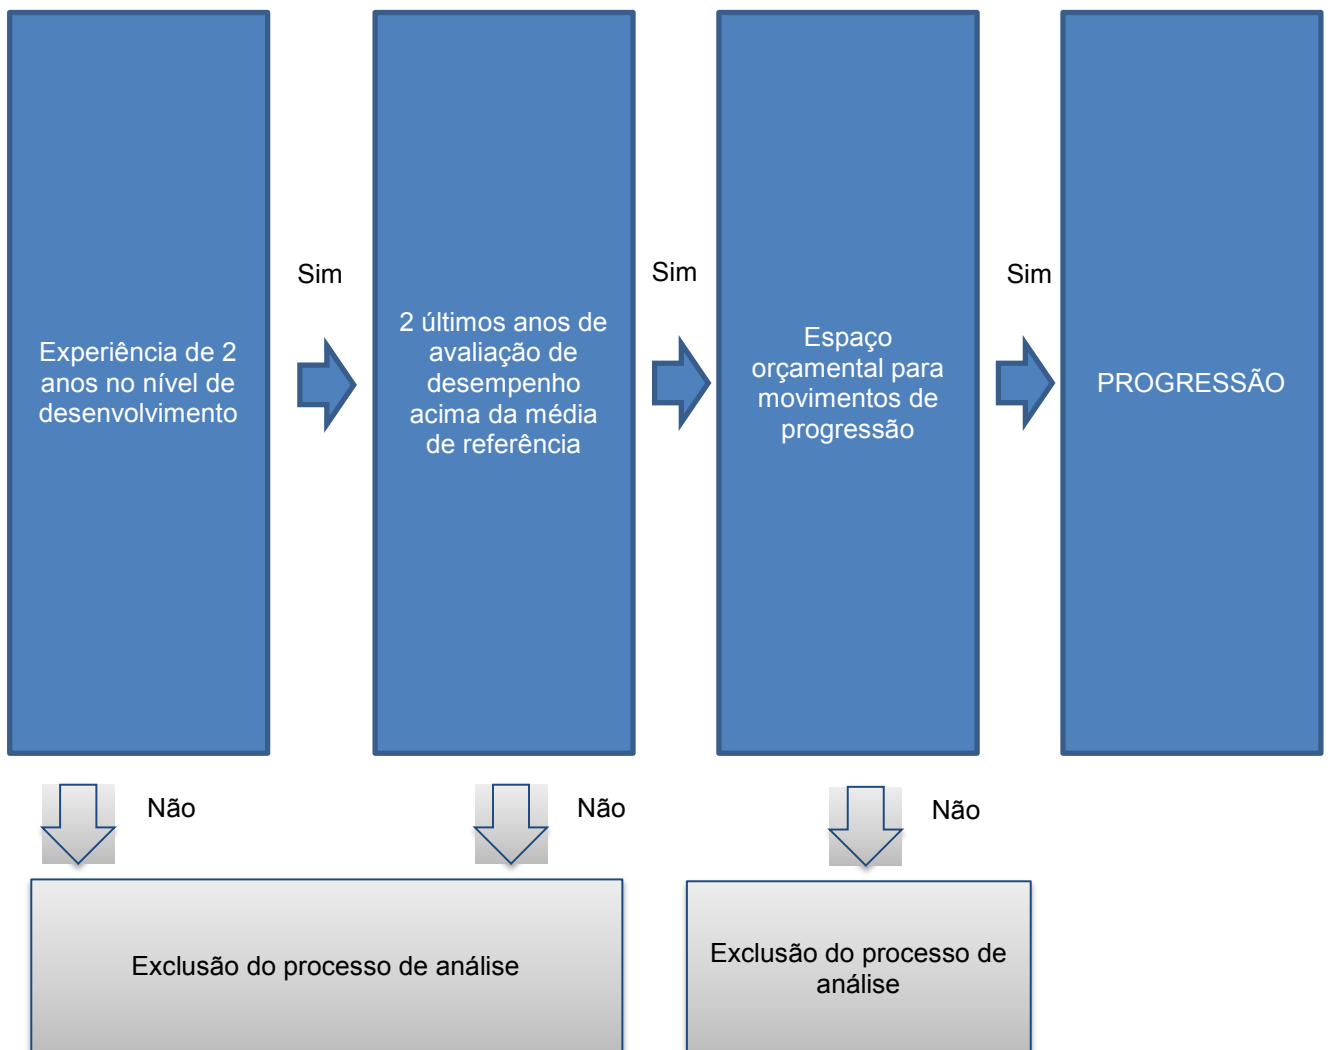 Experiência de 2
anos no nível de
desenvolvimento
Sim
2 últimos anos de
avaliação de
desempenho
acima da média
de referência
Sim
Espaço
orçamental para
movimentos de
progressão
Sim
PROGRESSÃO
Não
Não
Não
Exclusão do processo de análise
Exclusão do processo de
análise